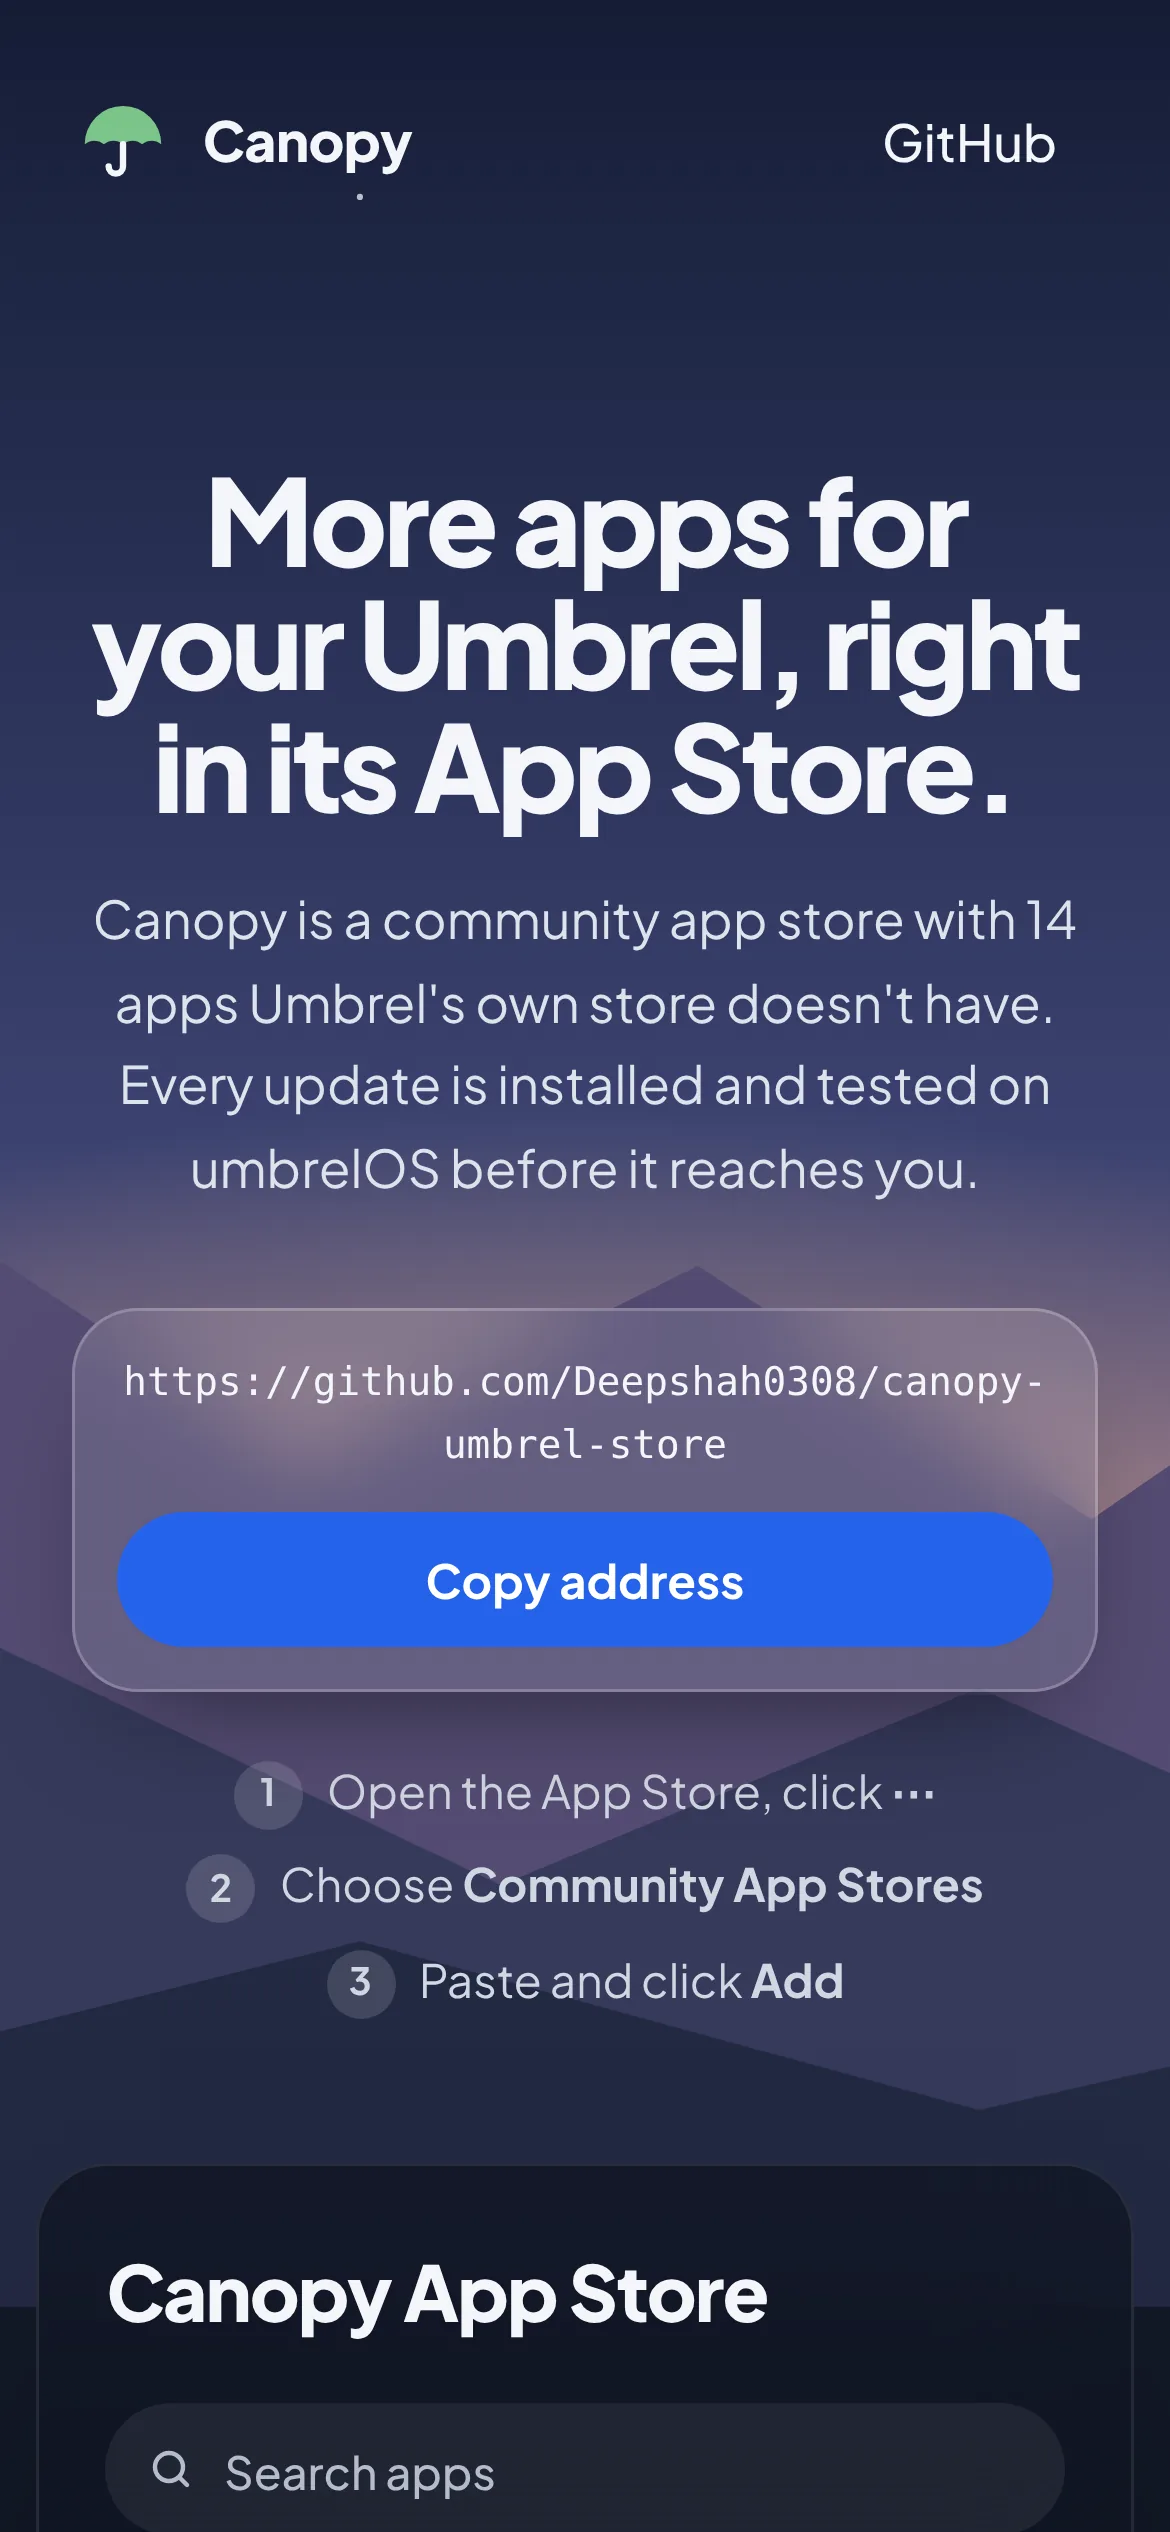 Canopy
GitHub
More apps for
your Umbrel, right
in its App Store.
Canopy is a community app store with 14
apps Umbrel's own store doesn't have.
Every update is installed and tested on
umbrelOS before it reaches you.
https://github.com/Deepshah0308/canopy-
umbrel-store
Copy address
1 Open the App Store, click ···
2 Choose Community App Stores
3 Paste and click Add
Canopy App Store
Search apps